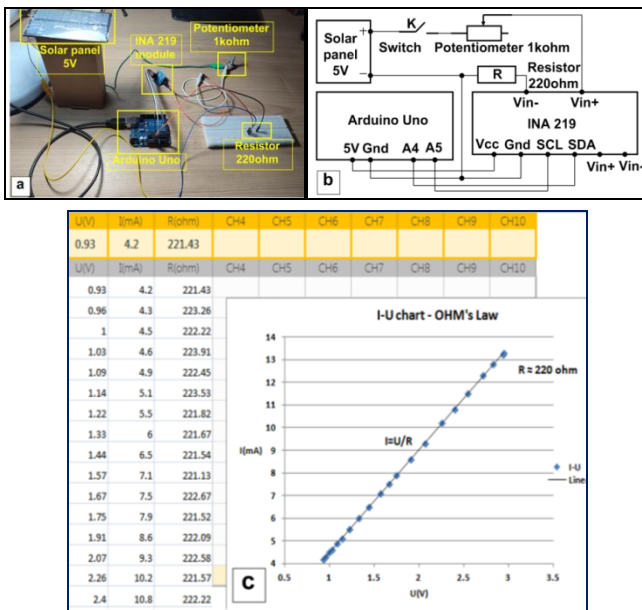 Solar panel
5V
INA 219
module
Potentiometer
1kohm
Arduino Uno
Resistor
220ohm
a
b
Solar
panel
5V
+
−
K
Switch
Potentiometer 1kohm
R
Resistor
220ohm
Vin- Vin+
Arduino Uno
5V Gnd A4 A5
INA 219
Vcc Gnd SCL SDA
Vin+ Vin-
U(V) I(mA) R(ohm) CH4 CH5 CH6 CH7 CH8 CH9 CH10
0.93 4.2 221.43
U(V) I(mA) R(ohm) CH4 CH5 CH6 CH7 CH8 CH9 CH10
0.93 4.2 221.43
0.96 4.3 223.26
1 4.5 222.22
1.03 4.6 223.91
1.09 4.9 222.45
1.14 5.1 223.53
1.22 5.5 221.82
1.33 6 221.67
1.44 6.5 221.54
1.57 7.1 221.13
1.67 7.5 222.67
1.75 7.9 221.52
1.91 8.6 222.09
2.07 9.3 222.58
2.26 10.2 221.57
2.4 10.8 222.22
I-U chart - OHM's Law
14
13
12
11
10
9
8
7
6
5
4
I(mA)
R = 220 ohm
I=U/R
I-U
Line
0.5 1 1.5 2 2.5 3 3.5
U(V)
C